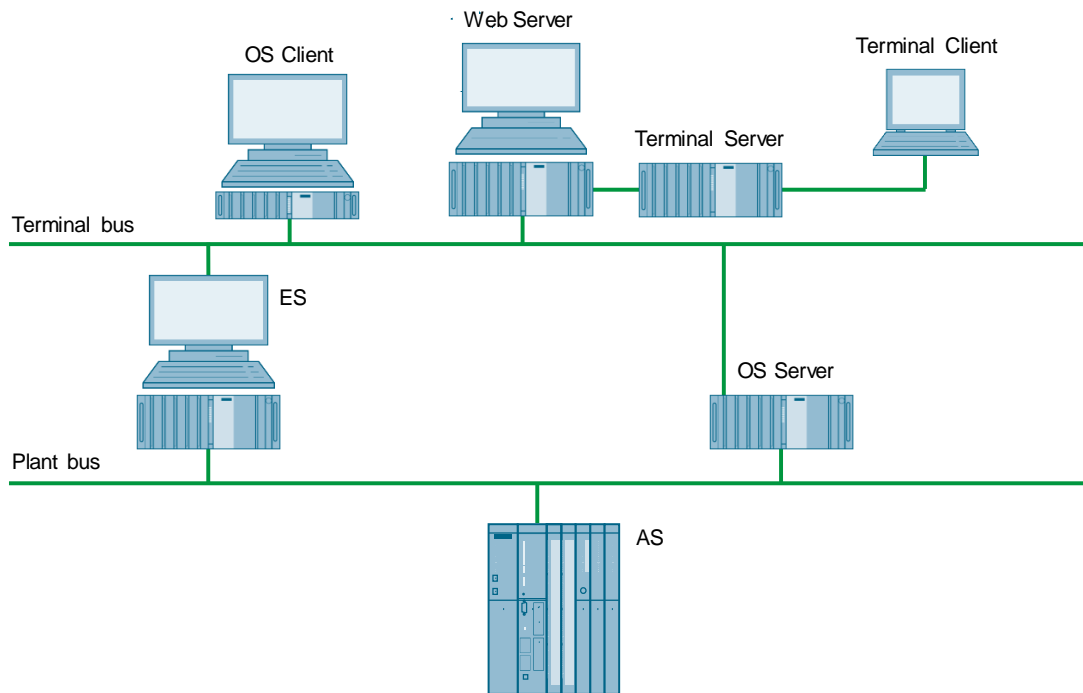 Web Server
OS Client
Terminal Client
Terminal Server
Terminal bus
ES
OS Server
Plant bus
AS